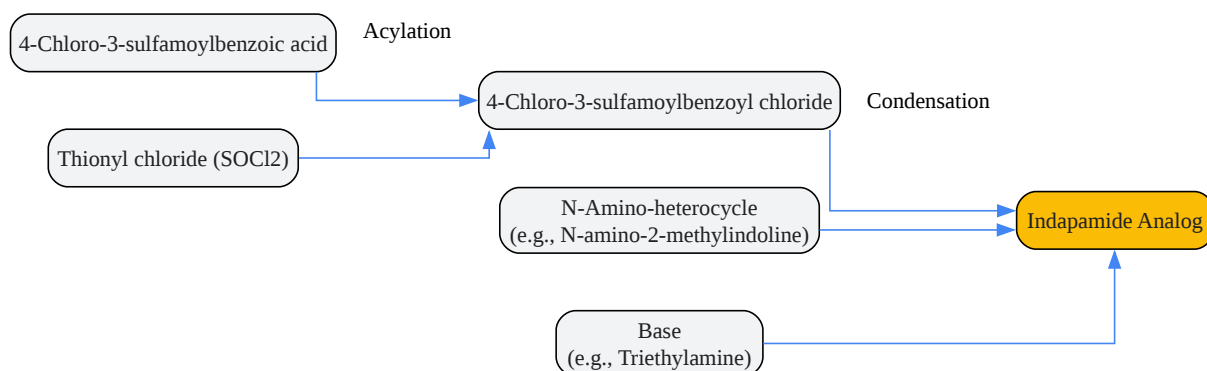 4-Chloro-3-sulfamoylbenzoic acid
Acylation
4-Chloro-3-sulfamoylbenzoyl chloride
Condensation
Thionyl chloride (SOCl2)
N-Amino-heterocycle
(e.g., N-amino-2-methylindoline)
Indapamide Analog
Base
(e.g., Triethylamine)